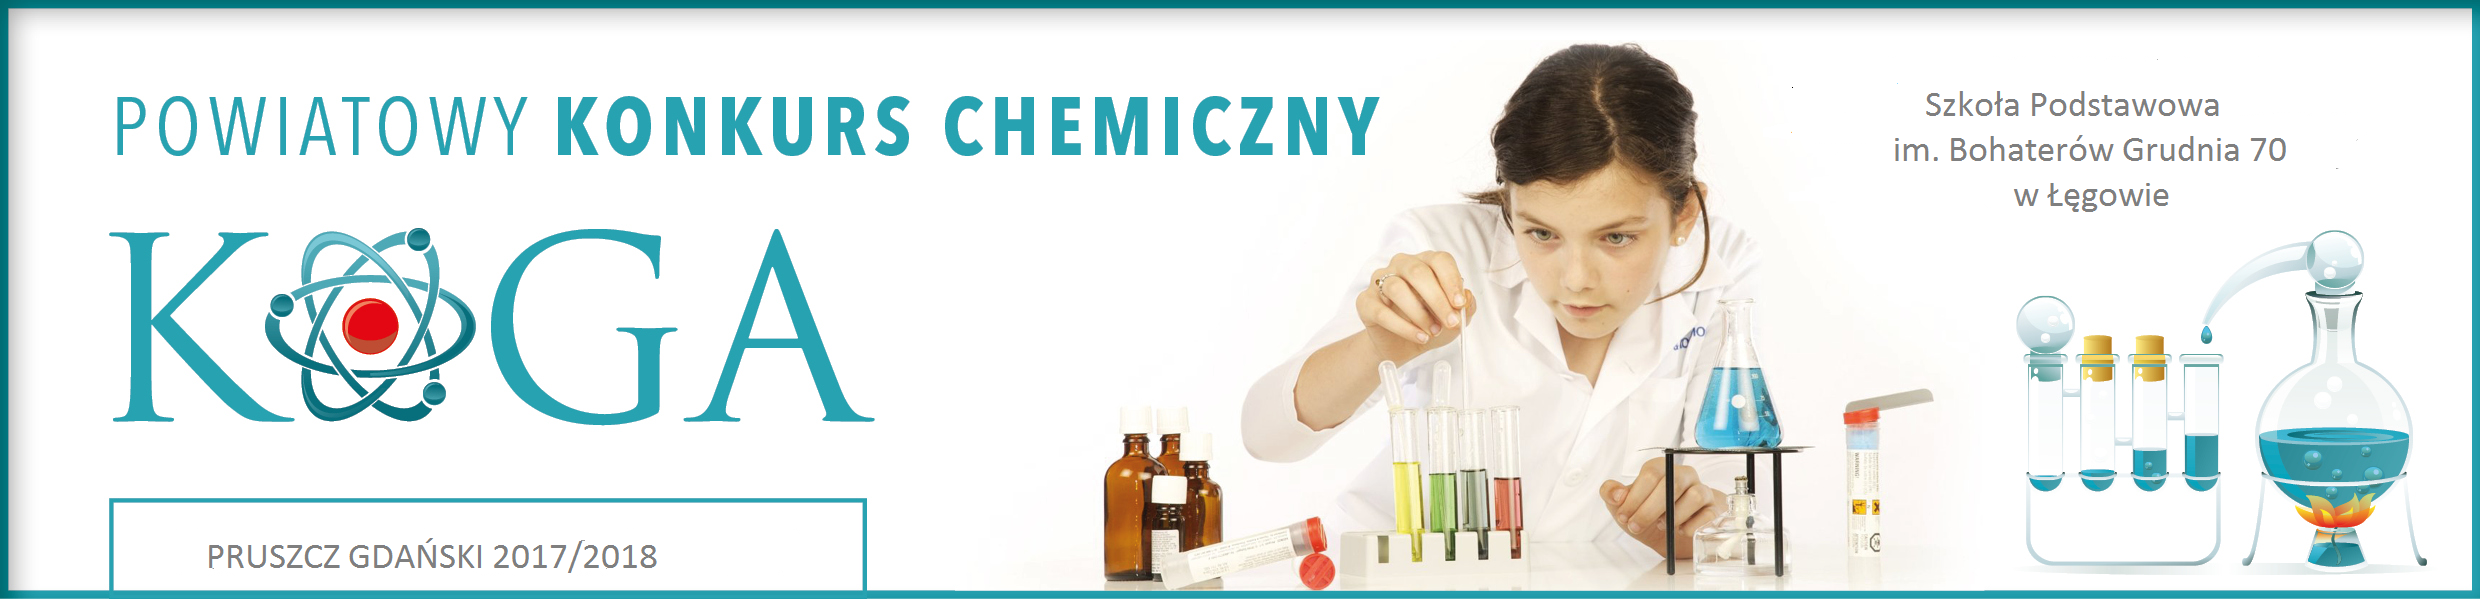 POWIATOWY KONKURS CHEMICZNY
KOGA
PRUSZCZ GDAŃSKI 2017/2018
Szkoła Podstawowa
im. Bohaterów Grudnia 70
w Łęgowie